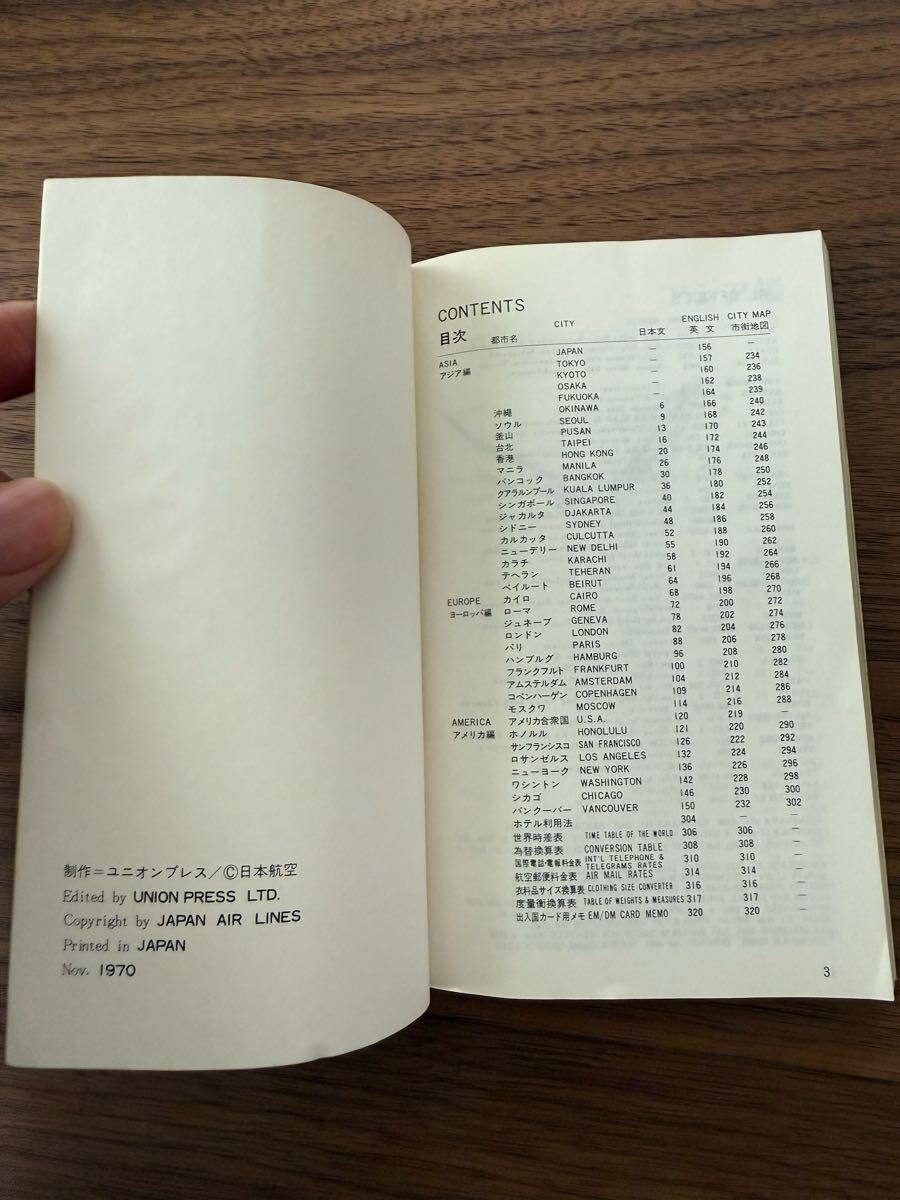 制作=ユニオンプレス/©日本航空
Edited by UNION PRESS LTD.
Copyright by JAPAN AIR LINES
Printed in JAPAN
Nov. 1970
CONTENTS
目次 都市名 CITY 日本文 ENGLISH 英文 CITY MAP 市街地図
ASIA
アジア編
JAPAN — 156 —
TOKYO — 157 234
KYOTO — 160 236
OSAKA — 162 238
FUKUOKA — 164 239
沖縄 OKINAWA 6 166 240
ソウル SEOUL 9 168 242
釜山 PUSAN 13 170 243
台北 TAIPEI 16 172 244
香港 HONG KONG 20 174 246
マニラ MANILA 26 176 248
バンコック BANGKOK 30 178 250
クアラルンプール KUALA LUMPUR 36 180 252
シンガポール SINGAPORE 40 182 254
ジャカルタ DJAKARTA 44 184 256
シドニー SYDNEY 48 186 258
カルカッタ CULCUTTA 52 188 260
ニューデリー NEW DELHI 55 190 262
カラチ KARACHI 58 192 264
テヘラン TEHERAN 61 194 266
ベイルート BEIRUT 64 196 268
EUROPE カイロ CAIRO 68 198 270
ヨーロッパ編 ローマ ROME 72 200 272
ジュネーブ GENEVA 78 202 274
ロンドン LONDON 82 204 276
パリ PARIS 88 206 278
ハンブルグ HAMBURG 96 208 280
フランクフルト FRANKFURT 100 210 282
アムステルダム AMSTERDAM 104 212 284
コペンハーゲン COPENHAGEN 109 214 286
モスクワ MOSCOW 114 216 288
AMERICA アメリカ合衆国 U.S.A. 120 219 —
アメリカ編 ホノルル HONOLULU 121 220 290
サンフランシスコ SAN FRANCISCO 126 222 292
ロサンゼルス LOS ANGELES 132 224 294
ニューヨーク NEW YORK 136 226 296
ワシントン WASHINGTON 142 228 298
シカゴ CHICAGO 146 230 300
バンクーバー VANCOUVER 150 232 302
ホテル利用法 304 — —
世界時差表 TIME TABLE OF THE WORLD 306 306 —
為替換算表 CONVERSION TABLE 308 308 —
国際電話・電報料金表 INT'L TELEPHONE & TELEGRAMS RATES 310 310 —
航空郵便料金表 AIR MAIL RATES 314 314 —
衣料品サイズ換算表 CLOTHING SIZE CONVERTER 316 316 —
度量衡換算表 TABLE OF WEIGHTS & MEASURES 317 317 —
出入国カード用メモ EM/DM CARD MEMO 320 320 —
3